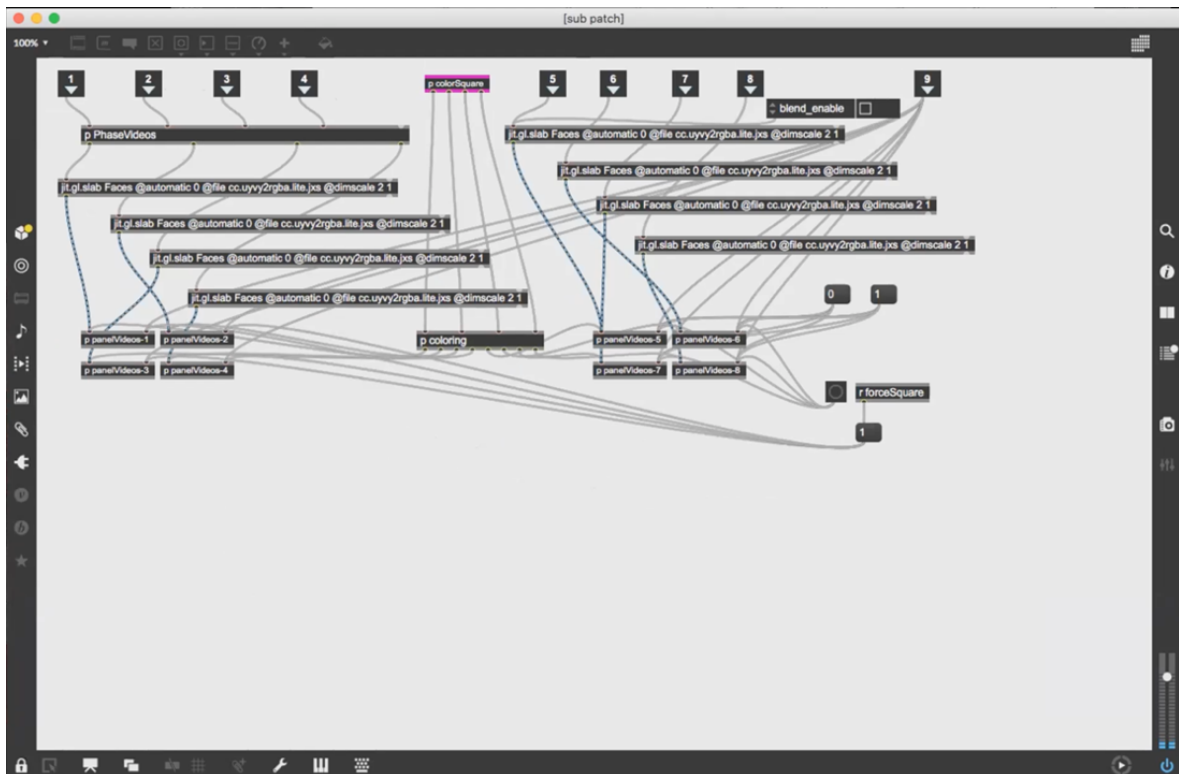 [sub patch]
100%
1 2 3 4 p colorSquare 5 6 7 8 9
blend_enable
p PhaseVideos
jit.gl.slab Faces @automatic 0 @file cc.uyvy2rgba.lite.jxs @dimscale 2 1
jit.gl.slab Faces @automatic 0 @file cc.uyvy2rgba.lite.jxs @dimscale 2 1
jit.gl.slab Faces @automatic 0 @file cc.uyvy2rgba.lite.jxs @dimscale 2 1
jit.gl.slab Faces @automatic 0 @file cc.uyvy2rgba.lite.jxs @dimscale 2 1
jit.gl.slab Faces @automatic 0 @file cc.uyvy2rgba.lite.jxs @dimscale 2 1
jit.gl.slab Faces @automatic 0 @file cc.uyvy2rgba.lite.jxs @dimscale 2 1
jit.gl.slab Faces @automatic 0 @file cc.uyvy2rgba.lite.jxs @dimscale 2 1
jit.gl.slab Faces @automatic 0 @file cc.uyvy2rgba.lite.jxs @dimscale 2 1
0 1
p panelVideos-1 p panelVideos-2 p coloring p panelVideos-5 p panelVideos-6
p panelVideos-3 p panelVideos-4 p panelVideos-7 p panelVideos-8
r forceSquare
1